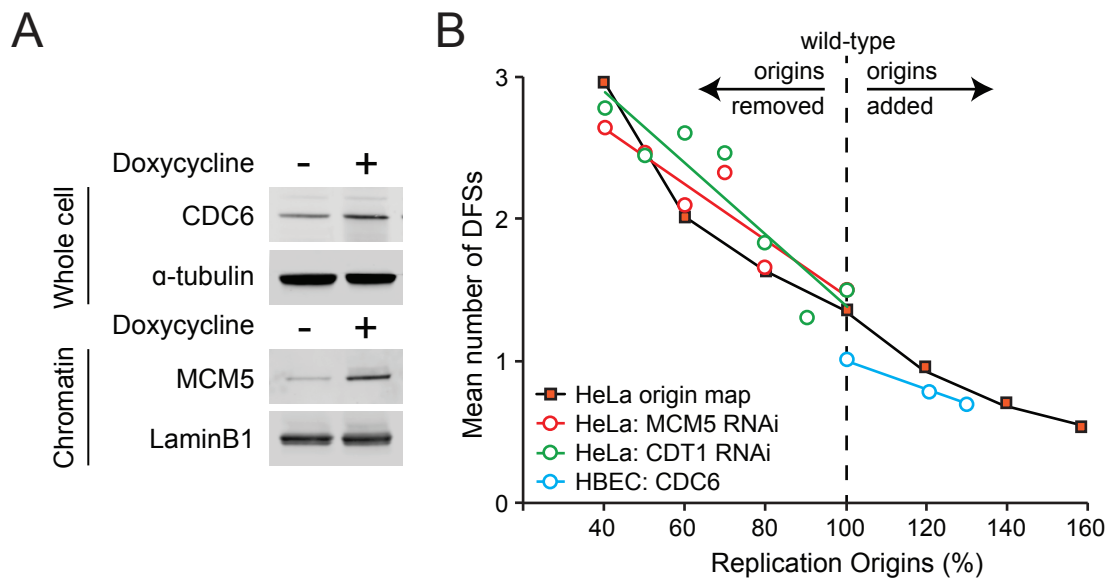 A
Doxycycline - +
Whole cell
CDC6
α-tubulin
Doxycycline - +
Chromatin
MCM5
LaminB1
B
wild-type
origins removed
origins added
Mean number of DFSs
3
2
1
0
HeLa origin map
HeLa: MCM5 RNAi
HeLa: CDT1 RNAi
HBEC: CDC6
40 60 80 100 120 140 160
Replication Origins (%)